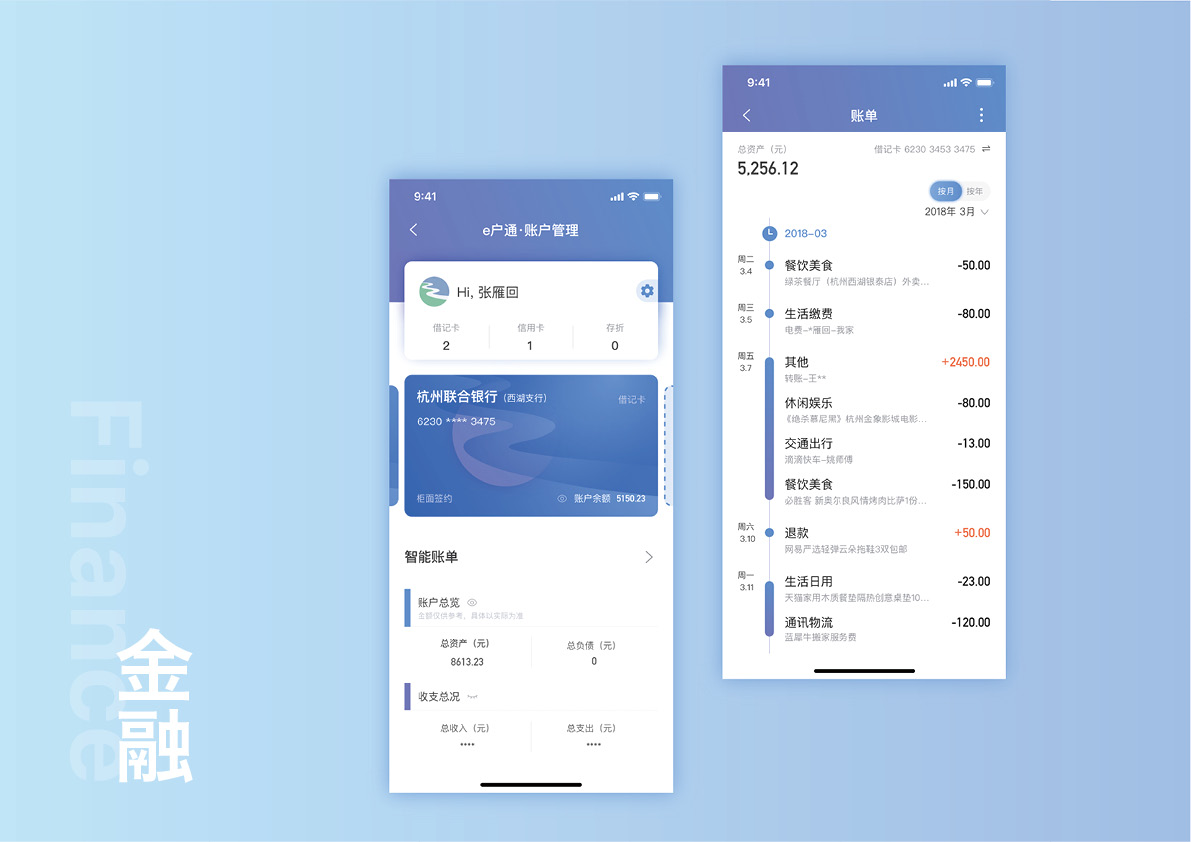 Finance
金融
9:41
e户通·账户管理
Hi, 张雁回
借记卡 信用卡 存折
2 1 0
杭州联合银行（西湖支行） 借记卡
6230 **** 3475
柜面签约 账户余额 5150.23
智能账单
账户总览
金额仅供参考，具体以实际为准
总资产（元） 总负债（元）
8613.23 0
收支总况
总收入（元） 总支出（元）
**** ****
9:41
账单
总资产（元） 借记卡 6230 3453 3475
5,256.12
按月 按年
2018年 3月
2018-03
周二 餐饮美食 -50.00
3.4 绿茶餐厅（杭州西湖银泰店）外卖...
周三 生活缴费 -80.00
3.5 电费-*雁回-我家
周五 其他 +2450.00
3.7 转账-王**
休闲娱乐 -80.00
《绝杀慕尼黑》杭州金象影城电影...
交通出行 -13.00
滴滴快车-姚师傅
餐饮美食 -150.00
必胜客 新奥尔良风情烤肉比萨1份...
周六 退款 +50.00
3.10 网易严选轻弹云朵拖鞋3双包邮
周一 生活日用 -23.00
3.11 天猫家用木质餐垫隔热创意桌垫10...
通讯物流 -120.00
蓝犀牛搬家服务费